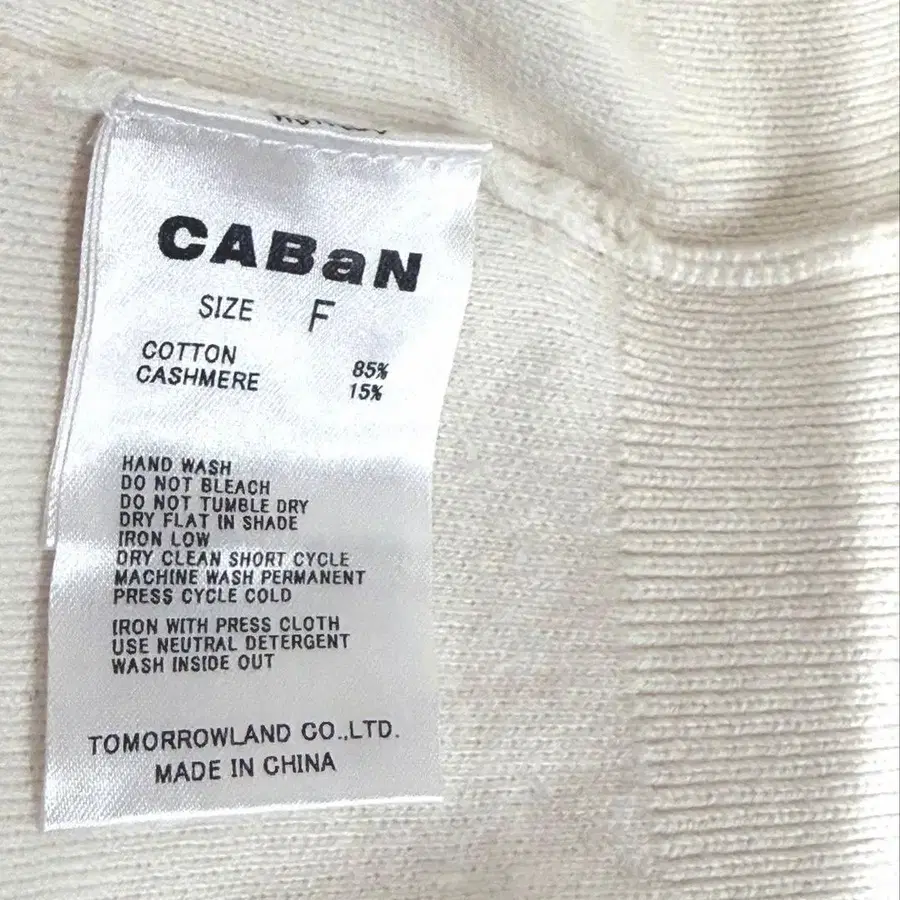 CABaN
SIZE F
COTTON 85%
CASHMERE 15%
HAND WASH
DO NOT BLEACH
DO NOT TUMBLE DRY
DRY FLAT IN SHADE
IRON LOW
DRY CLEAN SHORT CYCLE
MACHINE WASH PERMANENT
PRESS CYCLE COLD
IRON WITH PRESS CLOTH
USE NEUTRAL DETERGENT
WASH INSIDE OUT
TOMORROWLAND CO.,LTD.
MADE IN CHINA